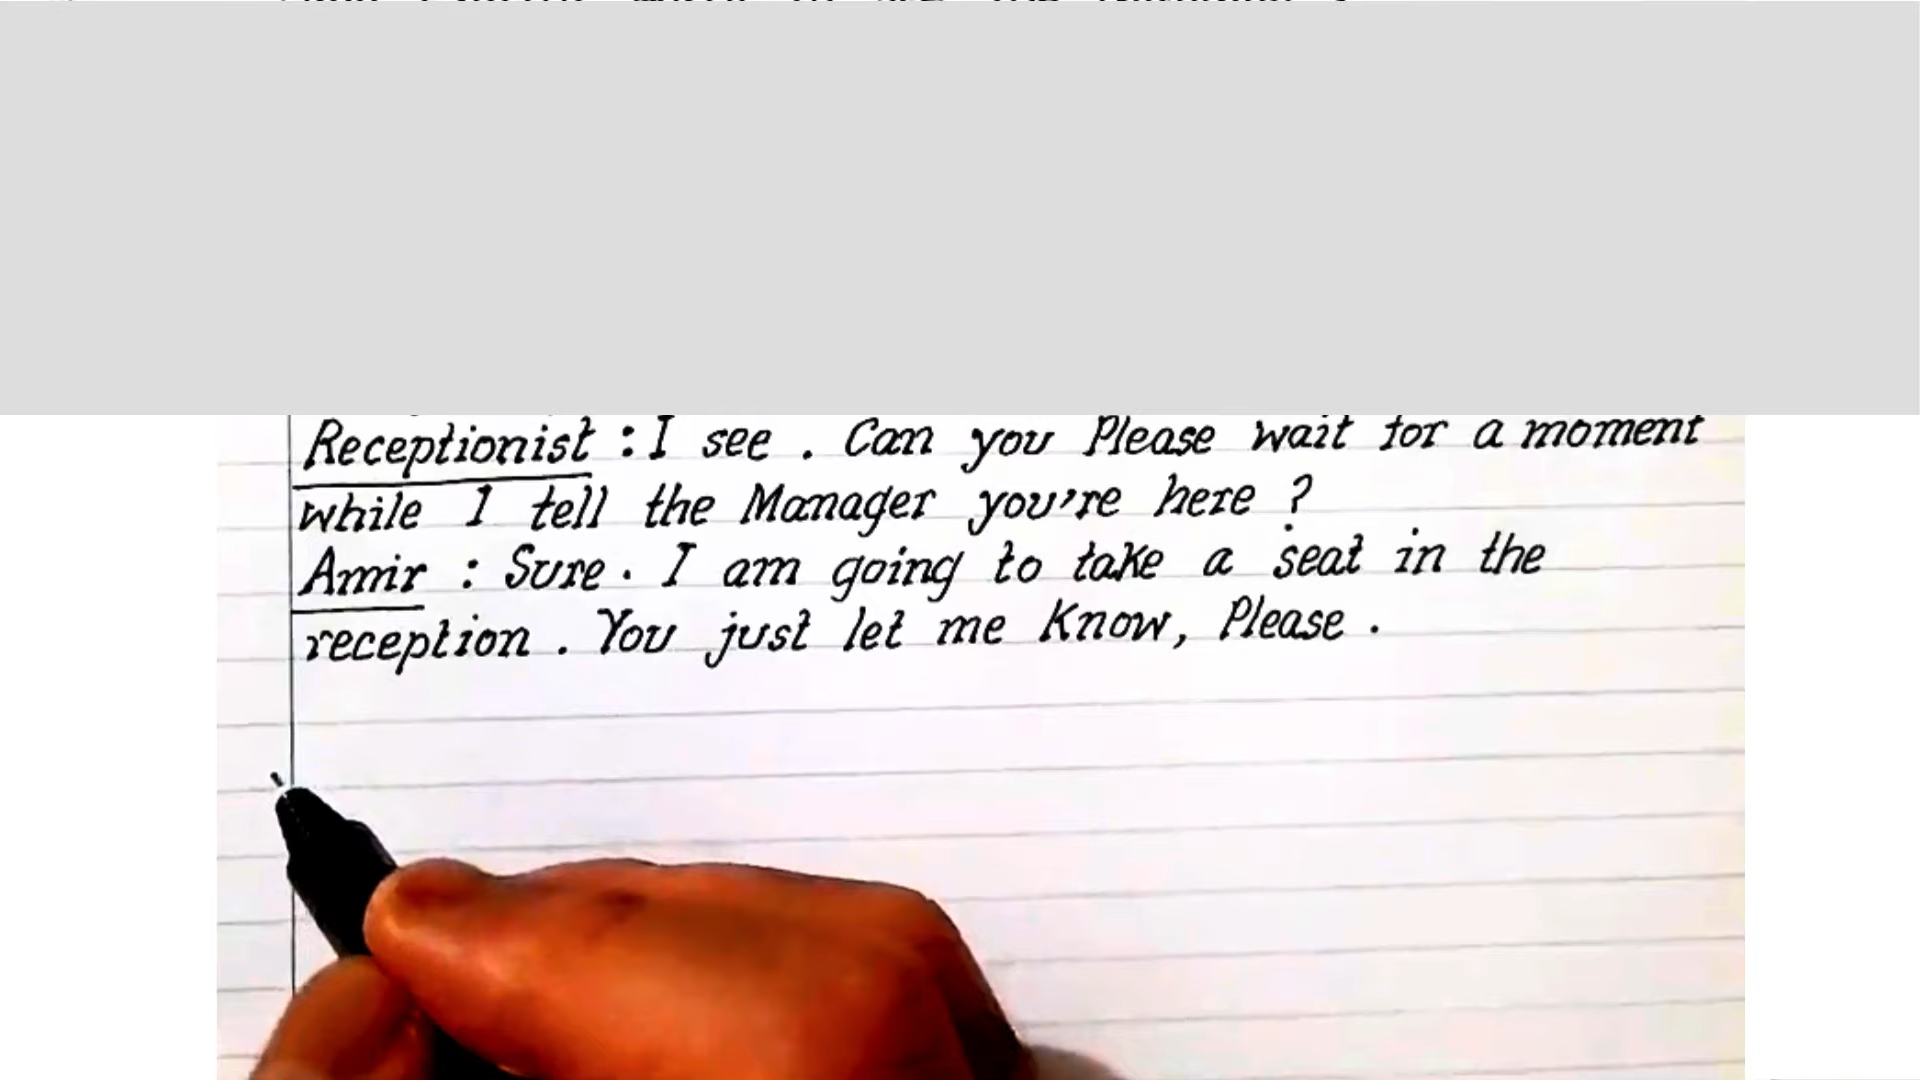 Receptionist : I see . Can you Please wait for a moment
while I tell the Manager you're here ?
Amir : Sure . I am going to take a seat in the
reception . You just let me Know, Please .